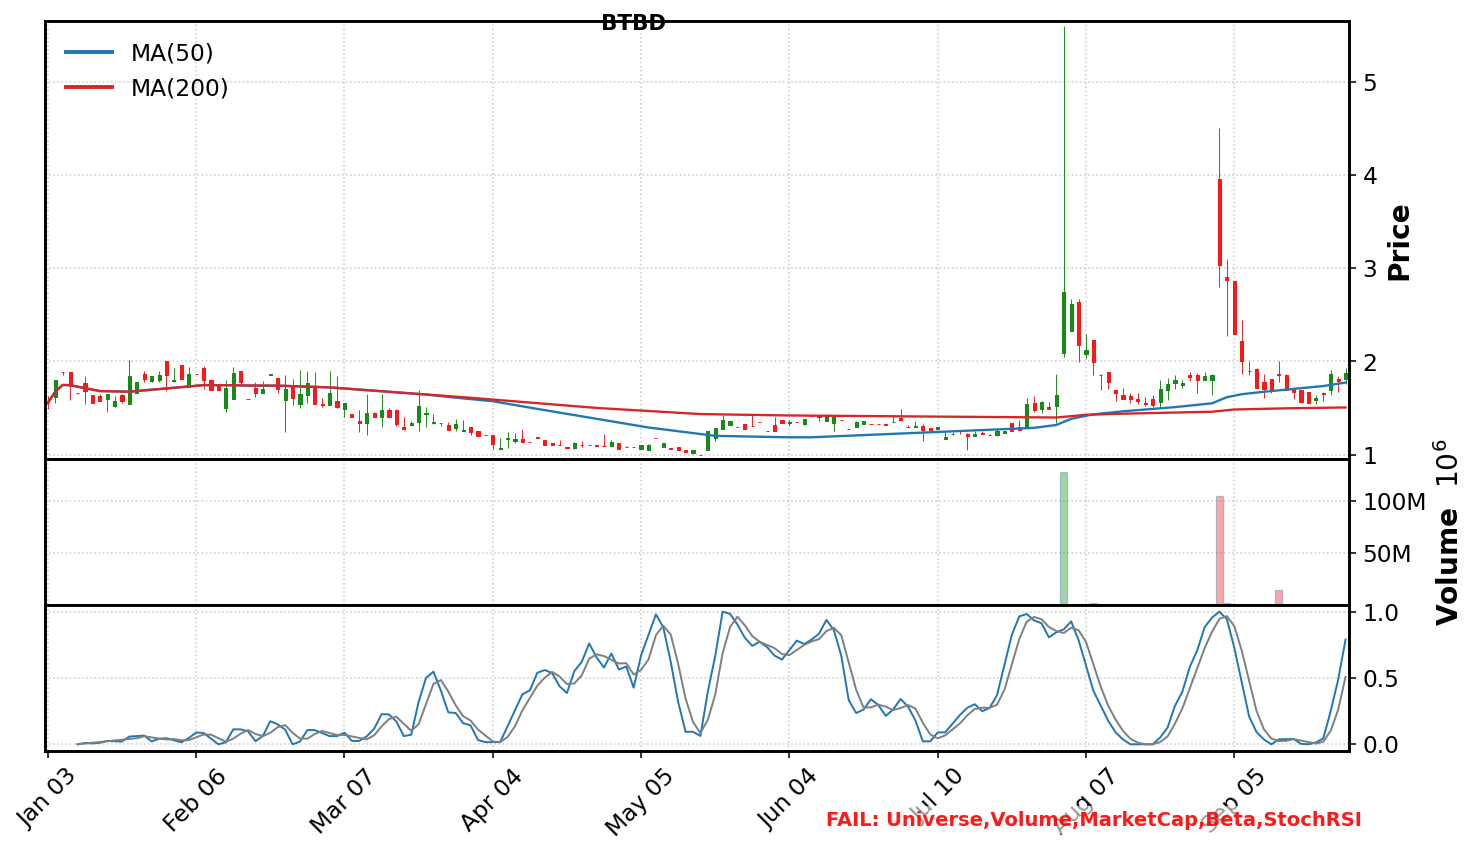 BTBD
MA(50)
MA(200)
5
4
3
2
1
Price
100M
50M
Volume 10^6
1.0
0.5
0.0
Jan 03
Feb 06
Mar 07
Apr 04
May 05
Jun 04
Jul 10
Aug 07
Sep 05
FAIL: Universe,Volume,MarketCap,Beta,StochRSI